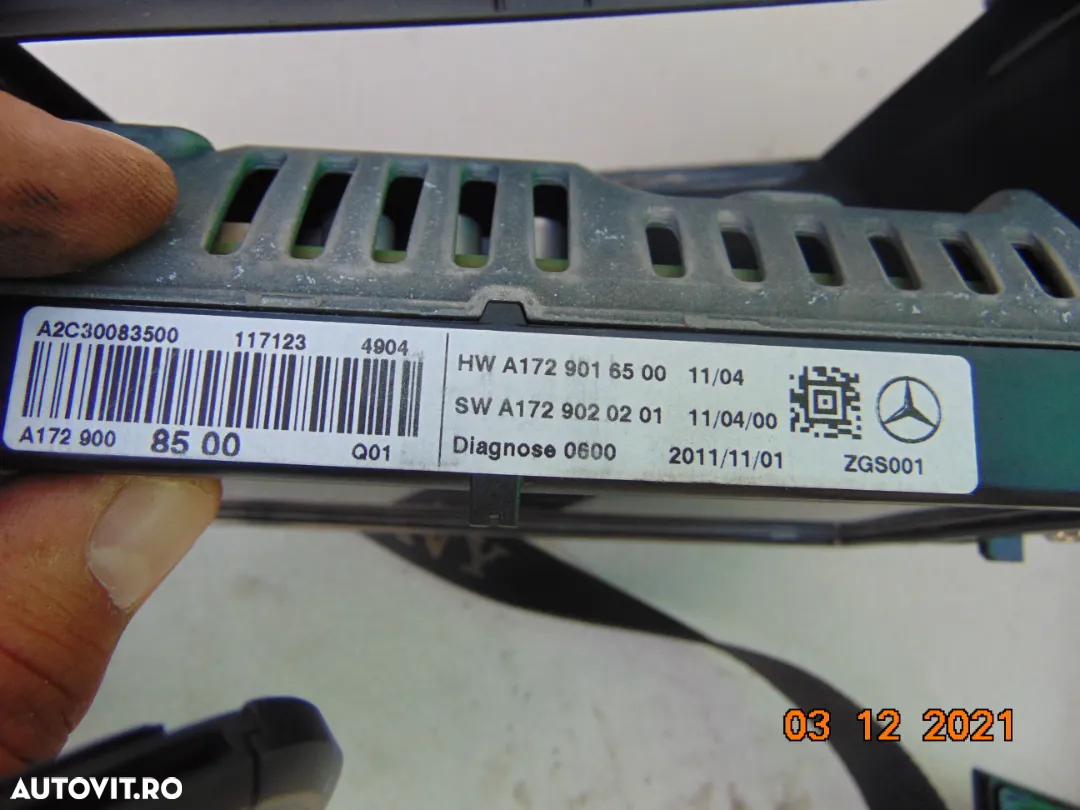 A2C30083500 117123 4904
A172 900 85 00 Q01
HW A172 901 65 00 11/04
SW A172 902 02 01 11/04/00
Diagnose 0600 2011/11/01 ZGS001
03 12 2021
AUTOVIT.RO